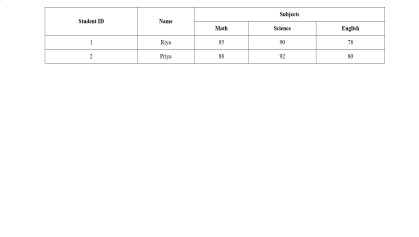 Student ID Name Subjects
Math Science English
1 Riya 85 90 78
2 Priya 88 92 80